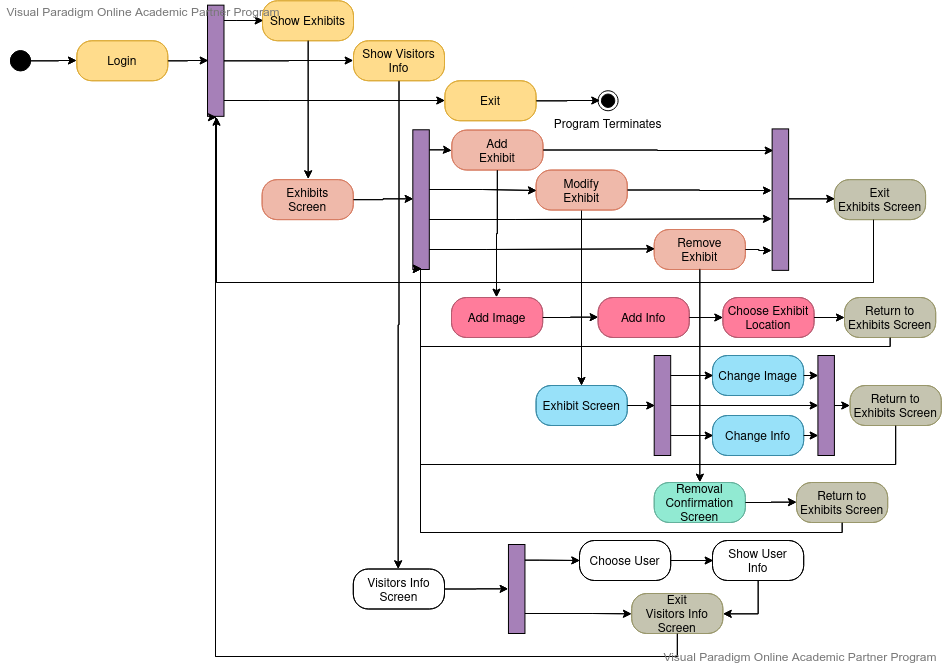 Visual Paradigm Online Academic Partner Program
Show Exhibits
Login
Show Visitors
Info
Exit
Program Terminates
Add
Exhibit
Modify
Exhibit
Exhibits
Screen
Exit
Exhibits Screen
Remove
Exhibit
Add Image
Add Info
Choose Exhibit
Location
Return to
Exhibits Screen
Change Image
Exhibit Screen
Return to
Exhibits Screen
Change Info
Removal
Confirmation
Screen
Return to
Exhibits Screen
Choose User
Show User
Info
Visitors Info
Screen
Exit
Visitors Info
Screen
Visual Paradigm Online Academic Partner Program